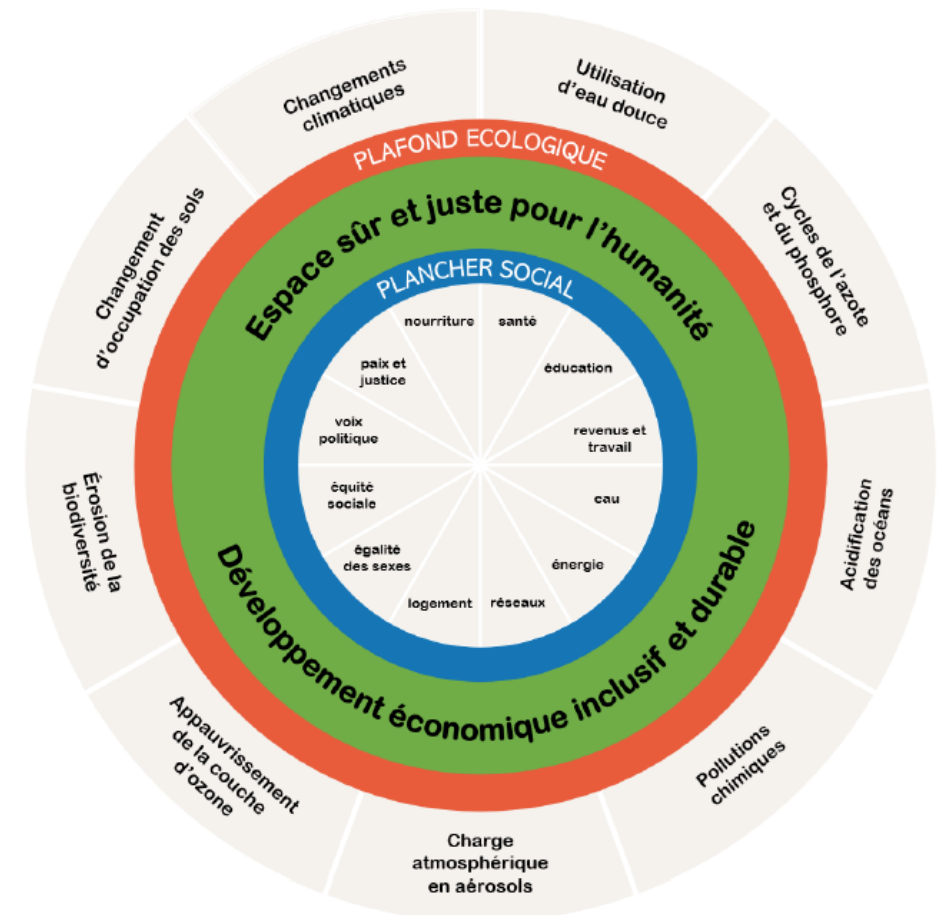 Changements
climatiques
Utilisation
d'eau douce
Cycles de l'azote
et du phosphore
Acidification
des océans
Pollutions
chimiques
Charge
atmosphérique
en aérosols
Appauvrissement
de la couche
d'ozone
Érosion de la
biodiversité
Changement
d'occupation des sols
PLAFOND ECOLOGIQUE
Espace sûr et juste pour l'humanité
PLANCHER SOCIAL
nourriture
santé
éducation
revenus et
travail
eau
énergie
réseaux
logement
égalité
des sexes
équité
sociale
voix
politique
paix et
justice
Développement économique inclusif et durable